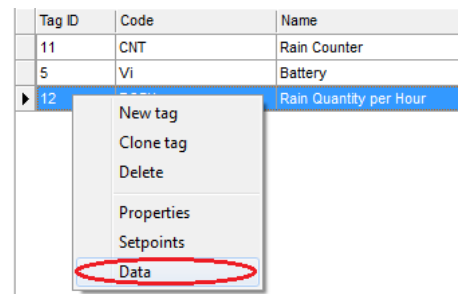 Tag ID Code Name
11 CNT Rain Counter
5 Vi Battery
12 Rain Quantity per Hour
New tag
Clone tag
Delete
Properties
Setpoints
Data